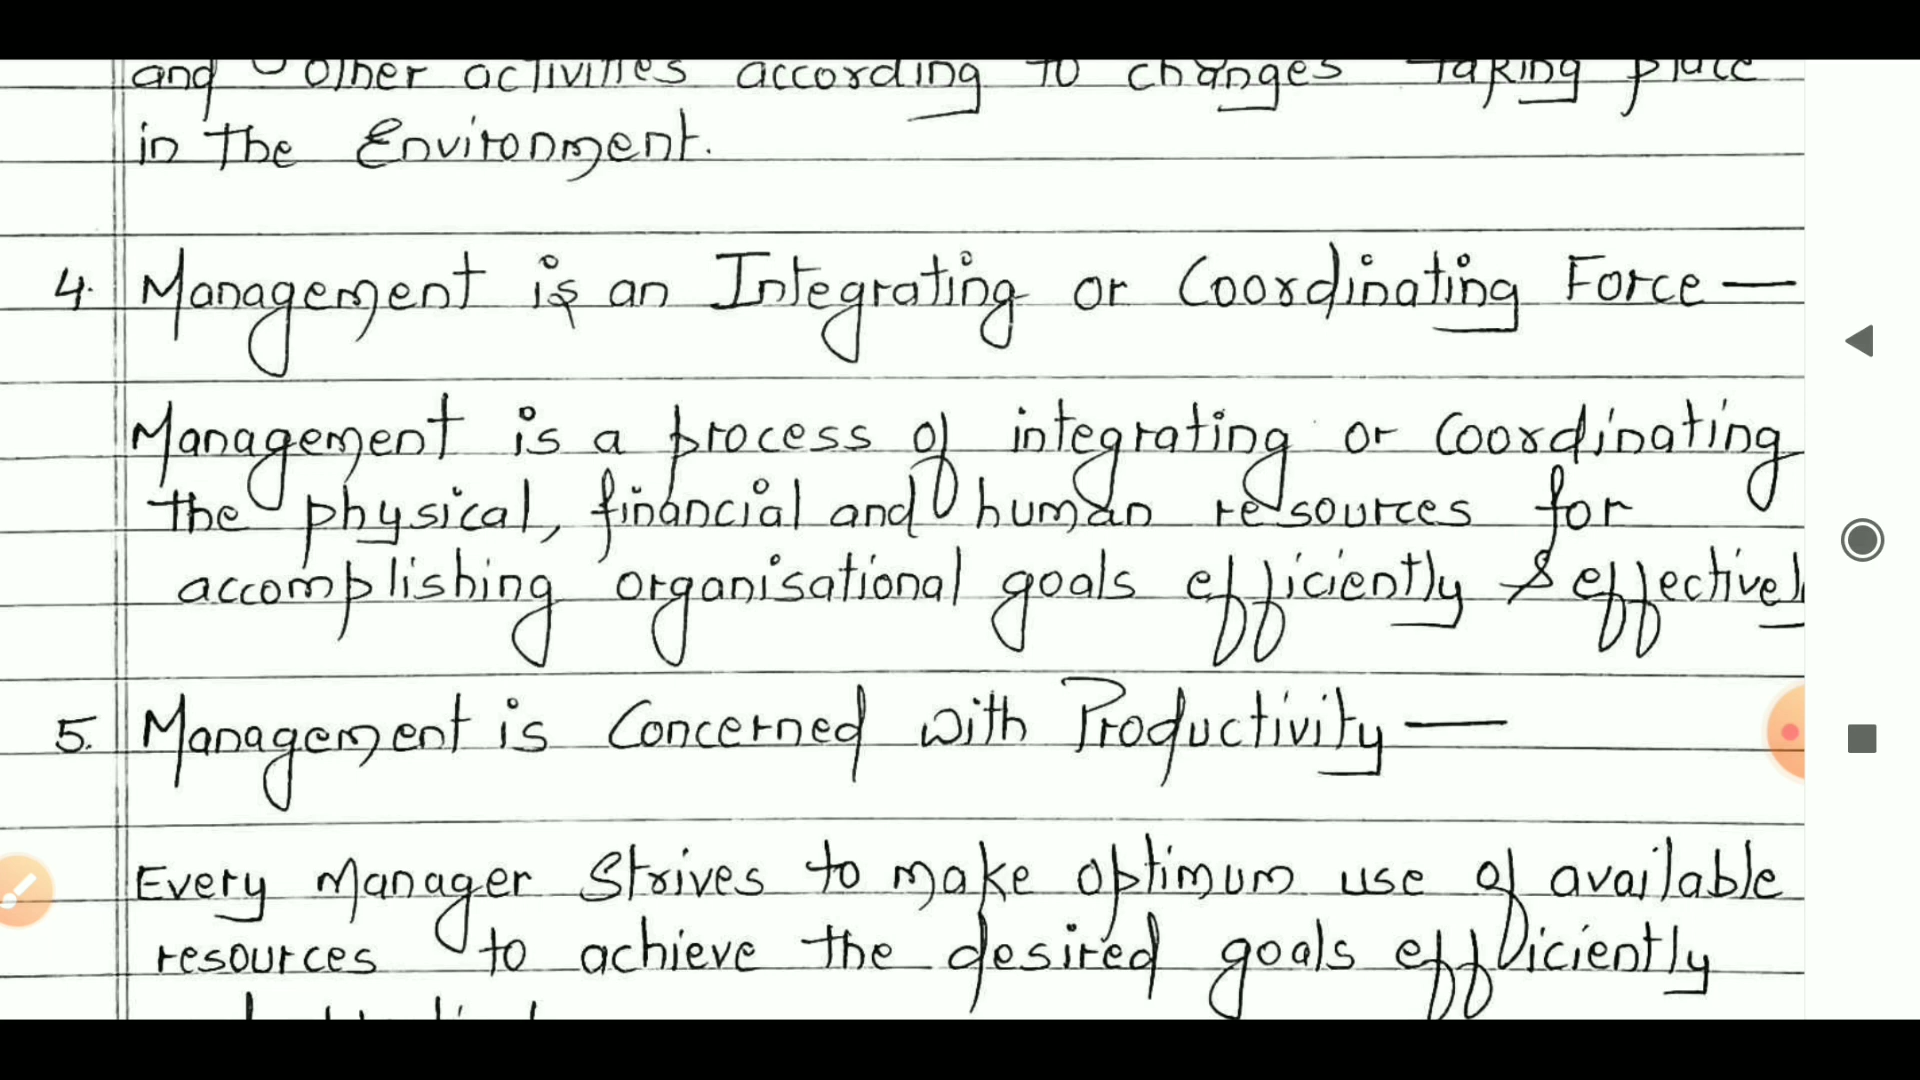 and other activities according to changes taking place
in the Environment.
4. Management is an Integrating or Coordinating Force —
Management is a process of integrating or Coordinating
the physical, financial and human resources for
accomplishing organisational goals efficiently & effectivel
5. Management is Concerned with Productivity —
Every Manager Strives to make optimum use of available
resources to achieve the desired goals efficiently